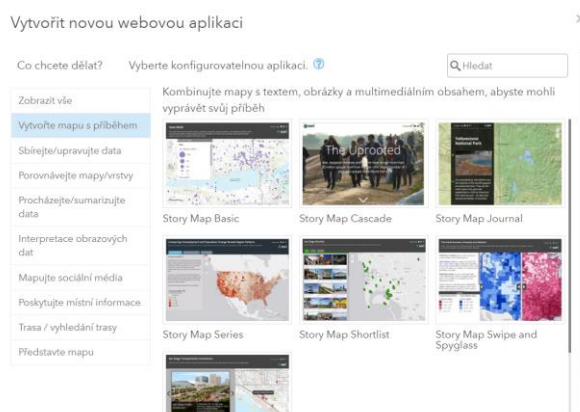 Vytvořit novou webovou aplikaci
Co chcete dělat?
Vyberte konfigurovatelnou aplikaci.
Hledat
Zobrazit vše
Vytvořte mapu s příběhem
Sbírejte/upravujte data
Porovnávejte mapy/vrstvy
Procházejte/sumarizujte
data
Interpretace obrazových
dat
Mapujte sociální média
Poskytujte místní informace
Trasa / vyhledání trasy
Představte mapu
Kombinujte mapy s textem, obrázky a multimediálním obsahem, abyste mohli
vyprávět svůj příběh
Story Map Basic
The Uprooted
Story Map Cascade
Yellowstone
National Park
Story Map Journal
Story Map Series
Story Map Shortlist
Story Map Swipe and
Spyglass